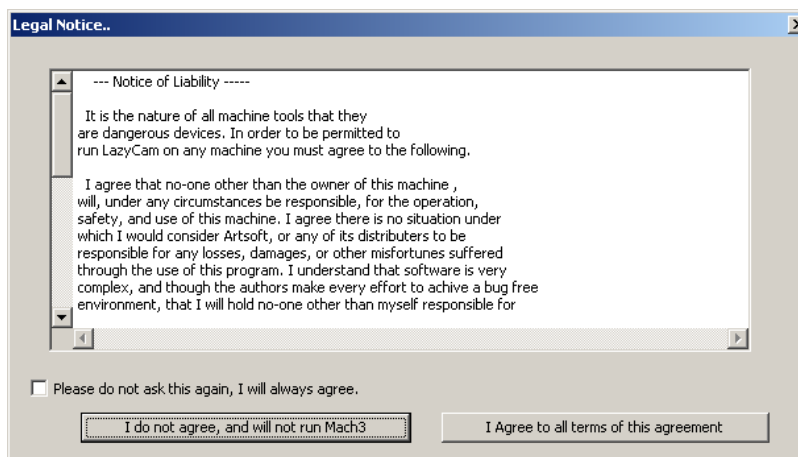 Legal Notice..
--- Notice of Liability -----
It is the nature of all machine tools that they
are dangerous devices. In order to be permitted to
run LazyCam on any machine you must agree to the following.
I agree that no-one other than the owner of this machine ,
will, under any circumstances be responsible, for the operation,
safety, and use of this machine. I agree there is no situation under
which I would consider Artsoft, or any of its distributers to be
responsible for any losses, damages, or other misfortunes suffered
through the use of this program. I understand that software is very
complex, and though the authors make every effort to achive a bug free
environment, that I will hold no-one other than myself responsible for
Please do not ask this again, I will always agree.
I do not agree, and will not run Mach3
I Agree to all terms of this agreement